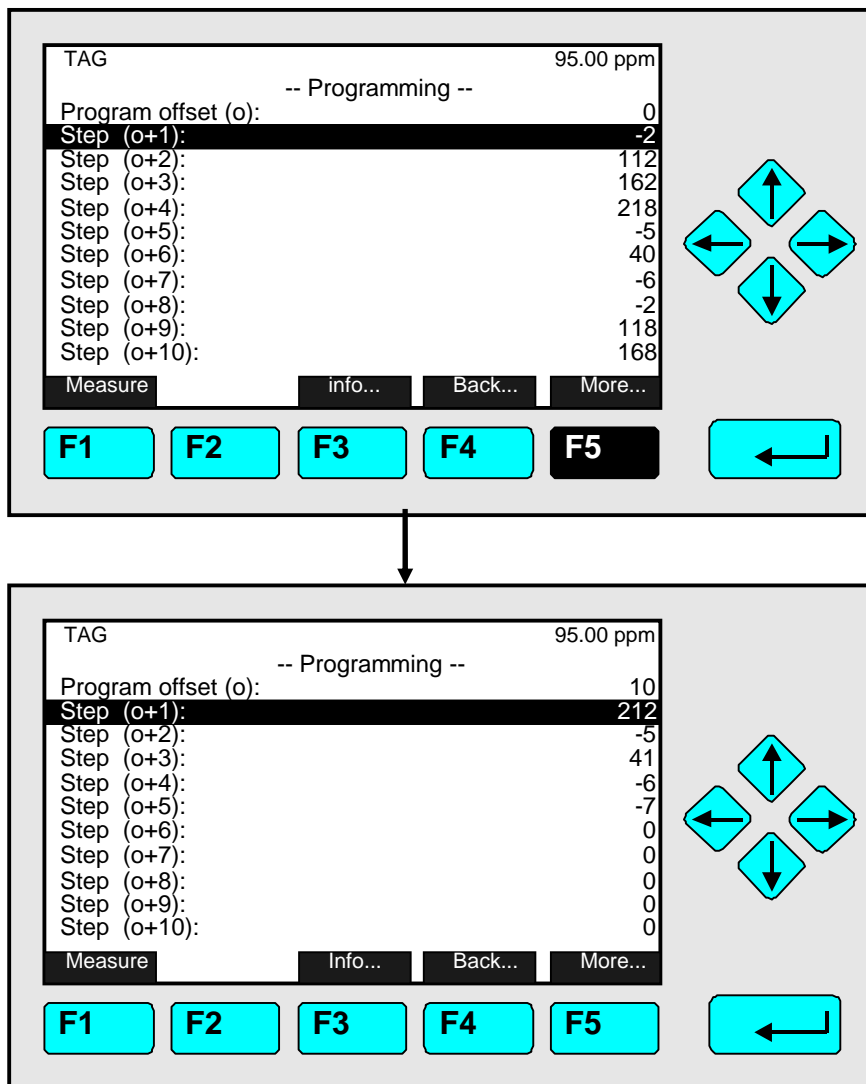 TAG 95.00 ppm
-- Programming --
Program offset (o): 0
Step (o+1): -2
Step (o+2): 112
Step (o+3): 162
Step (o+4): 218
Step (o+5): -5
Step (o+6): 40
Step (o+7): -6
Step (o+8): -2
Step (o+9): 118
Step (o+10): 168
Measure info... Back... More...
F1 F2 F3 F4 F5
TAG 95.00 ppm
-- Programming --
Program offset (o): 10
Step (o+1): 212
Step (o+2): -5
Step (o+3): 41
Step (o+4): -6
Step (o+5): -7
Step (o+6): 0
Step (o+7): 0
Step (o+8): 0
Step (o+9): 0
Step (o+10): 0
Measure Info... Back... More...
F1 F2 F3 F4 F5